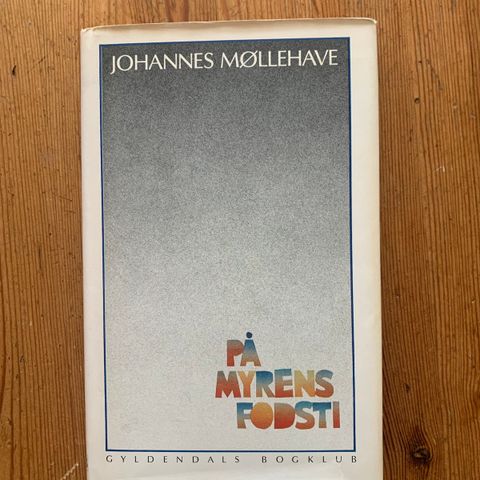 JOHANNES MØLLEHAVE
PÅ
MYRENS
FODSTI
GYLDENDALS BOGKLUB